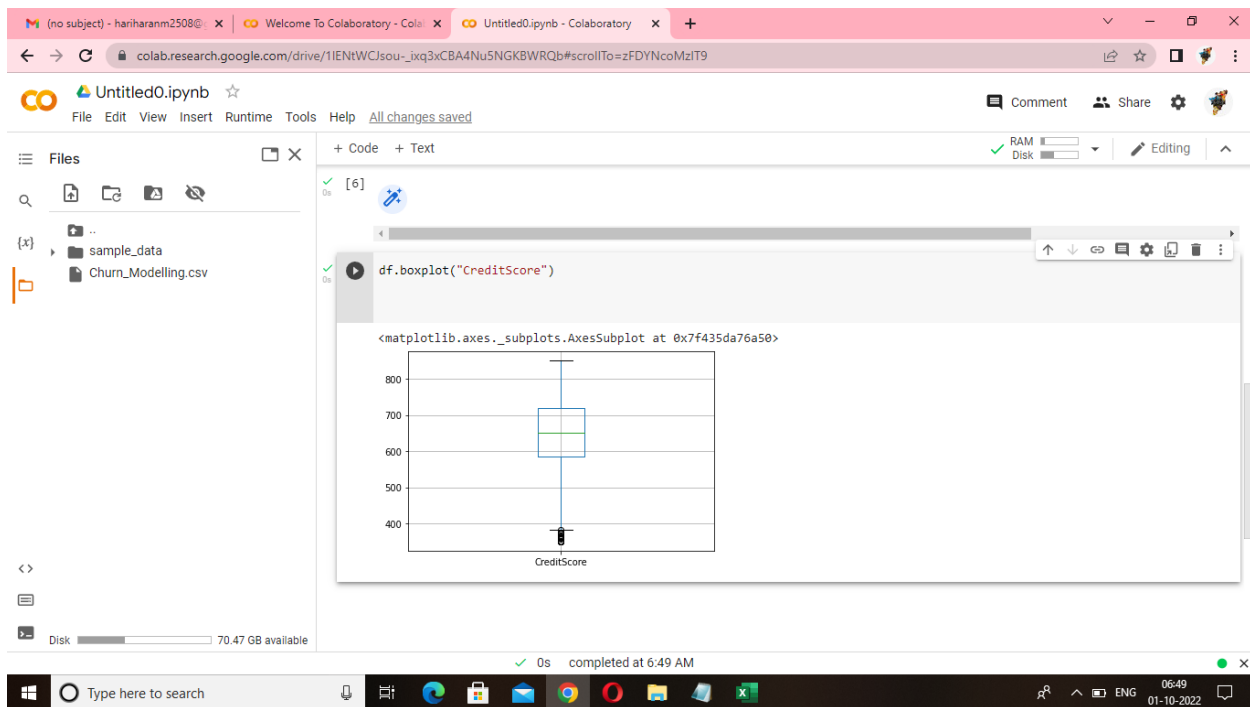 (no subject) - hariharanm2508@
Welcome To Colaboratory - Cola
Untitled0.ipynb - Colaboratory
colab.research.google.com/drive/1IENtWCJsou-_ixq3xCBA4Nu5NGKBWRQb#scrollTo=zFDYNcoMzIT9
Untitled0.ipynb
File Edit View Insert Runtime Tools Help All changes saved
Comment Share
Files
+ Code + Text
RAM
Disk
Editing
[6]
0s
{x}
..
sample_data
Churn_Modelling.csv
0s
df.boxplot("CreditScore")
<matplotlib.axes._subplots.AxesSubplot at 0x7f435da76a50>
800
700
600
500
400
CreditScore
Disk 70.47 GB available
0s completed at 6:49 AM
Type here to search
ENG
06:49
01-10-2022